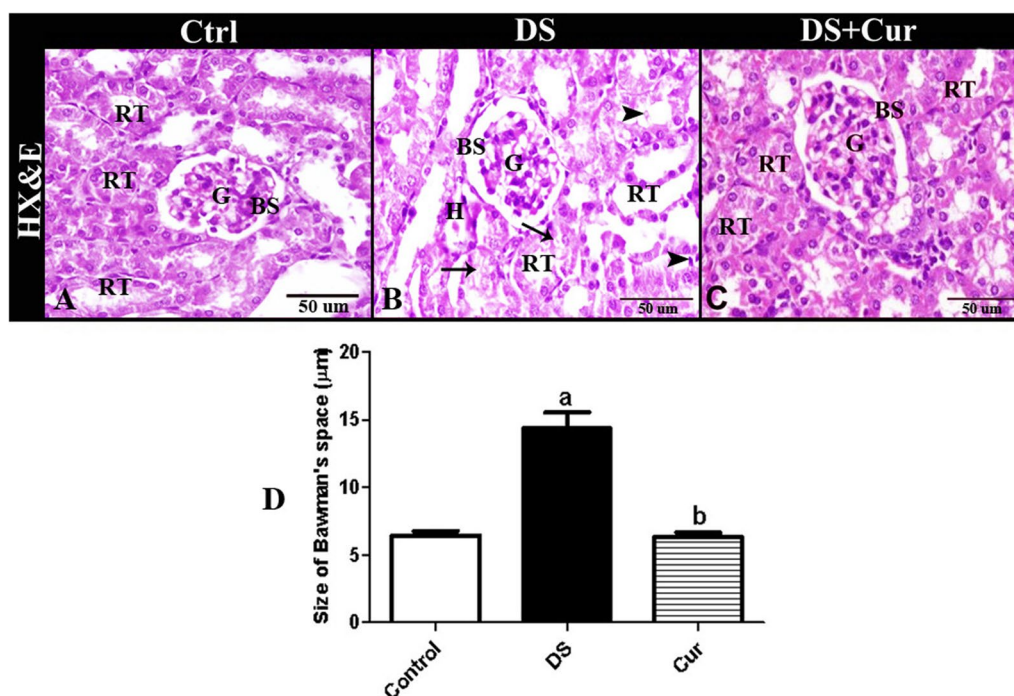 Ctrl DS DS+Cur
HX&E
RT
RT
G
BS
RT
A
50 um
BS
G
H
RT
RT
B
50 um
BS
G
RT
RT
RT
C
50 um
D
Size of Bawman's space (μm)
20
15
10
5
0
a
b
Control
DS
Cur